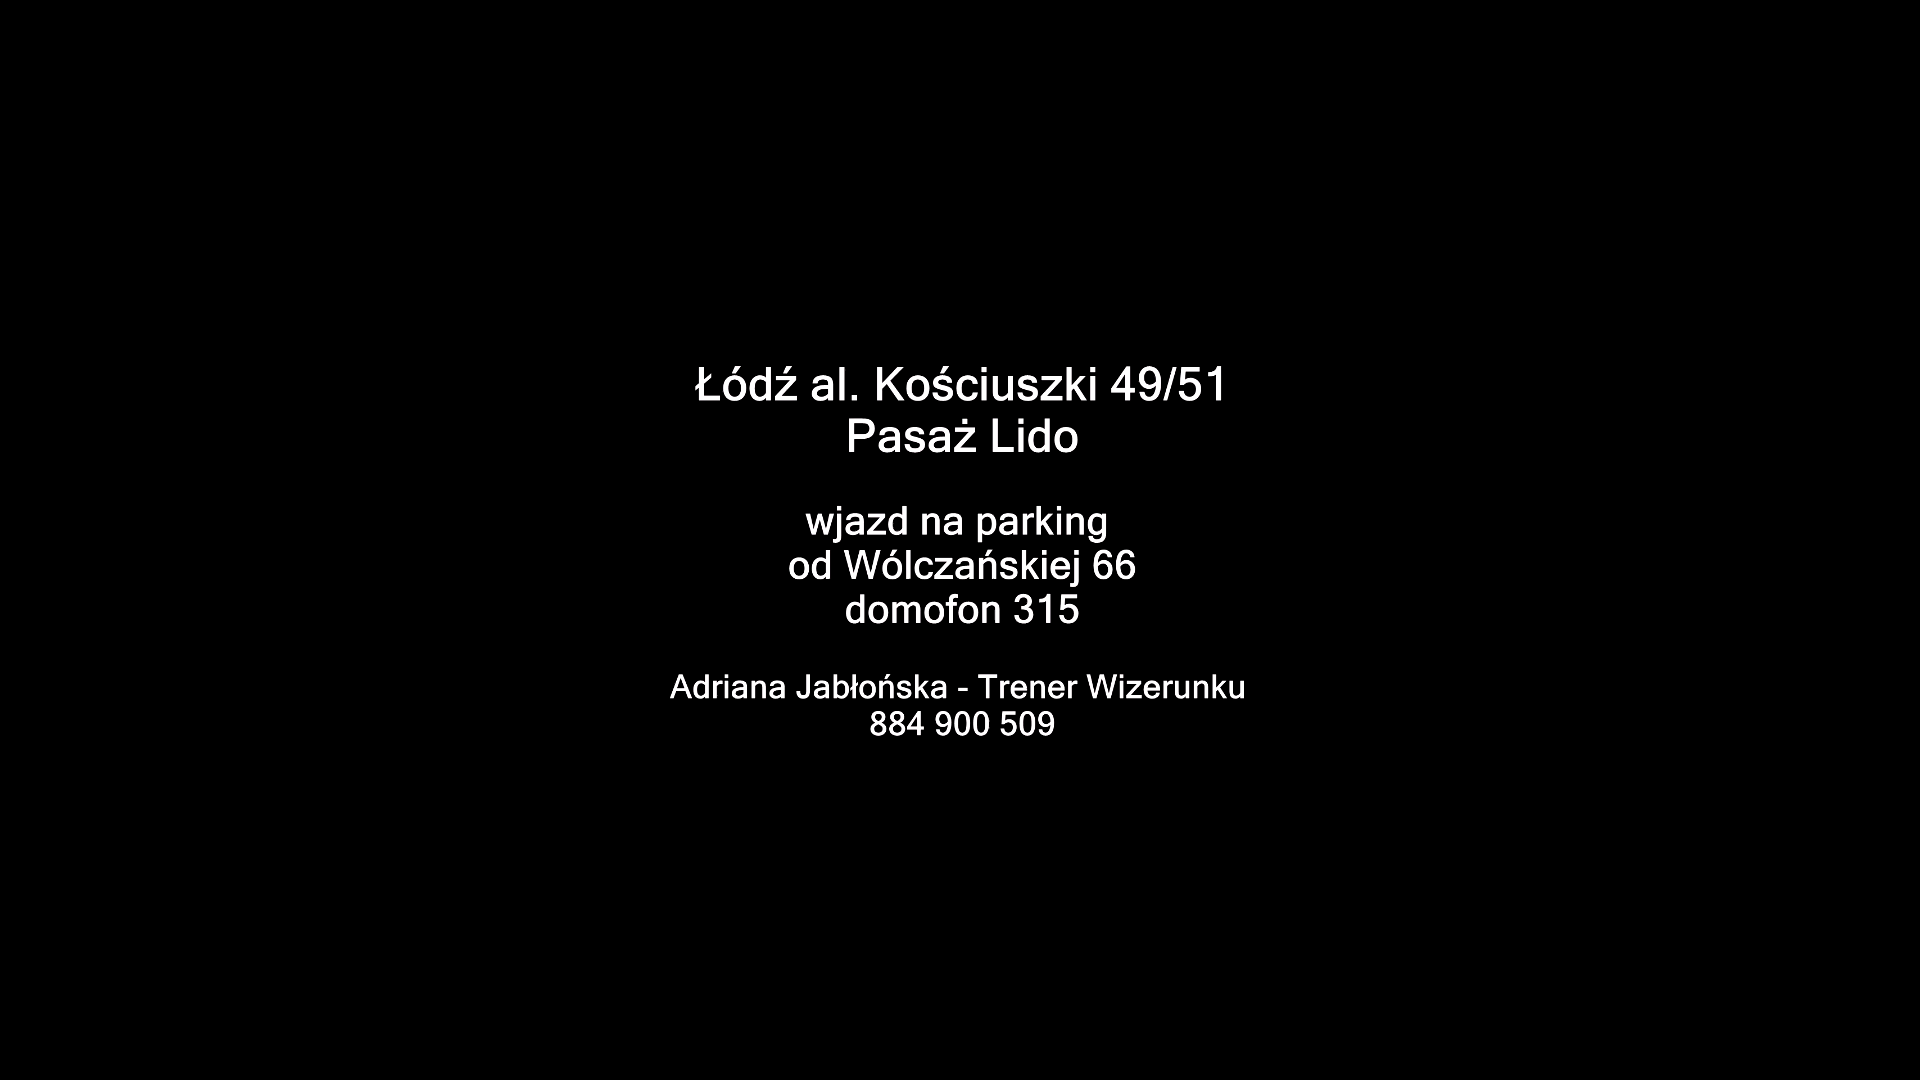 Łódź al. Kościuszki 49/51
Pasaż Lido
wjazd na parking
od Wólczańskiej 66
domofon 315
Adriana Jabłońska - Trener Wizerunku
884 900 509